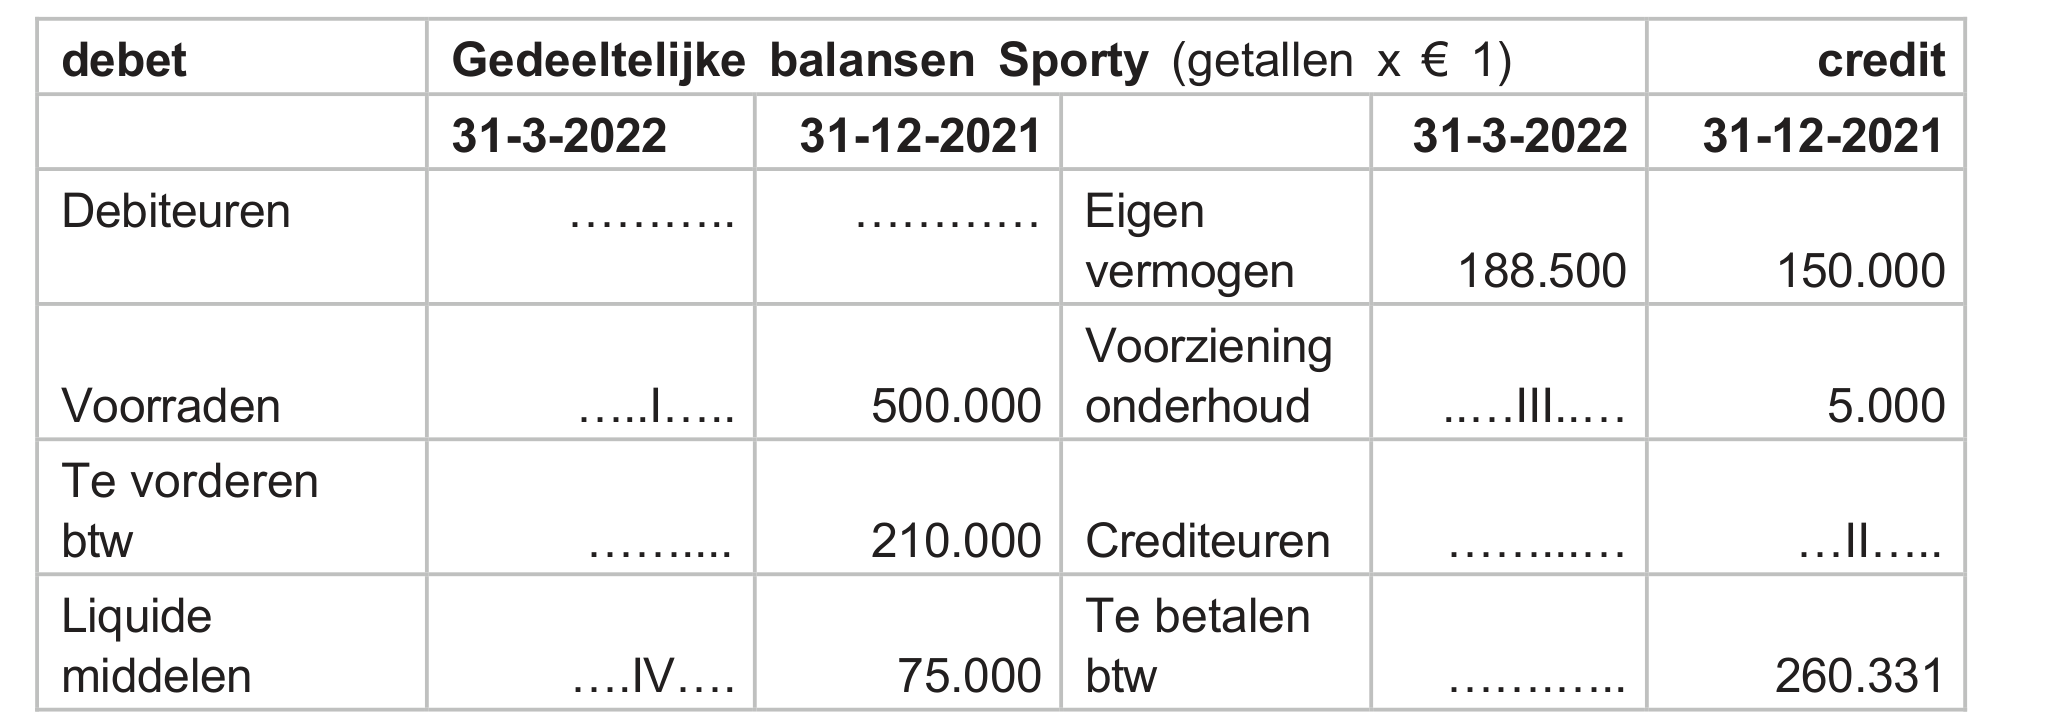 debet Gedeeltelijke balansen Sporty (getallen x € 1) credit
31-3-2022 31-12-2021 31-3-2022 31-12-2021
Debiteuren ……….. ………… Eigen
vermogen 188.500 150.000
Voorziening
Voorraden …..I….. 500.000 onderhoud ..…III..… 5.000
Te vorderen
btw ……..... 210.000 Crediteuren ……...… …II…..
Liquide Te betalen
middelen ….IV…. 75.000 btw …….….. 260.331